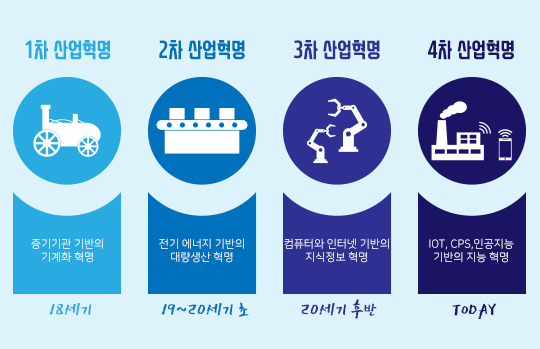 1차 산업혁명
2차 산업혁명
3차 산업혁명
4차 산업혁명
증기기관 기반의
기계화 혁명
전기 에너지 기반의
대량생산 혁명
컴퓨터와 인터넷 기반의
지식정보 혁명
IOT, CPS,인공지능
기반의 지능 혁명
18세기
19~20세기 초
20세기 후반
TODAY